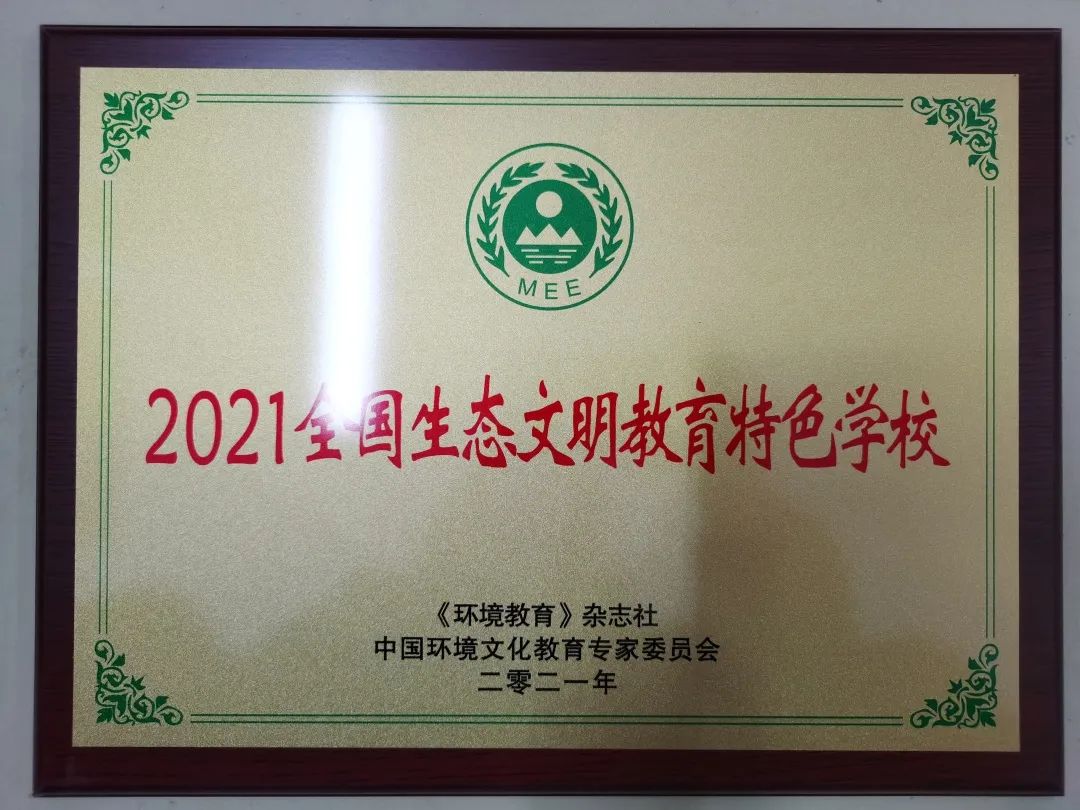 MEE
2021全国生态文明教育特色学校
《环境教育》杂志社
中国环境文化教育专家委员会
二零二一年